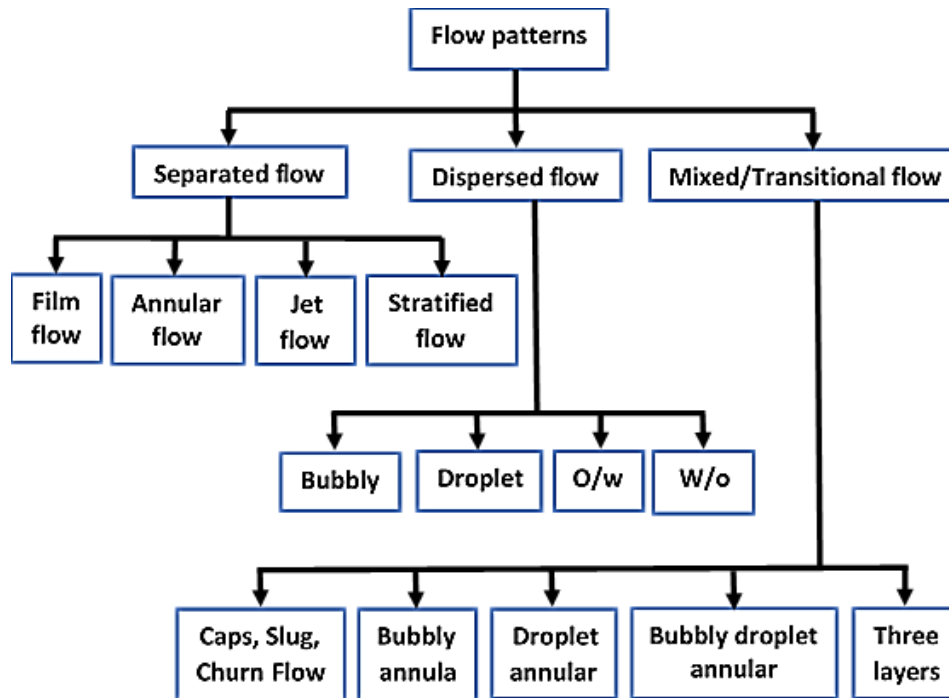 Flow patterns
Separated flow
Dispersed flow
Mixed/Transitional flow
Film
flow
Annular
flow
Jet
flow
Stratified
flow
Bubbly
Droplet
O/w
W/o
Caps, Slug,
Churn Flow
Bubbly
annula
Droplet
annular
Bubbly droplet
annular
Three
layers